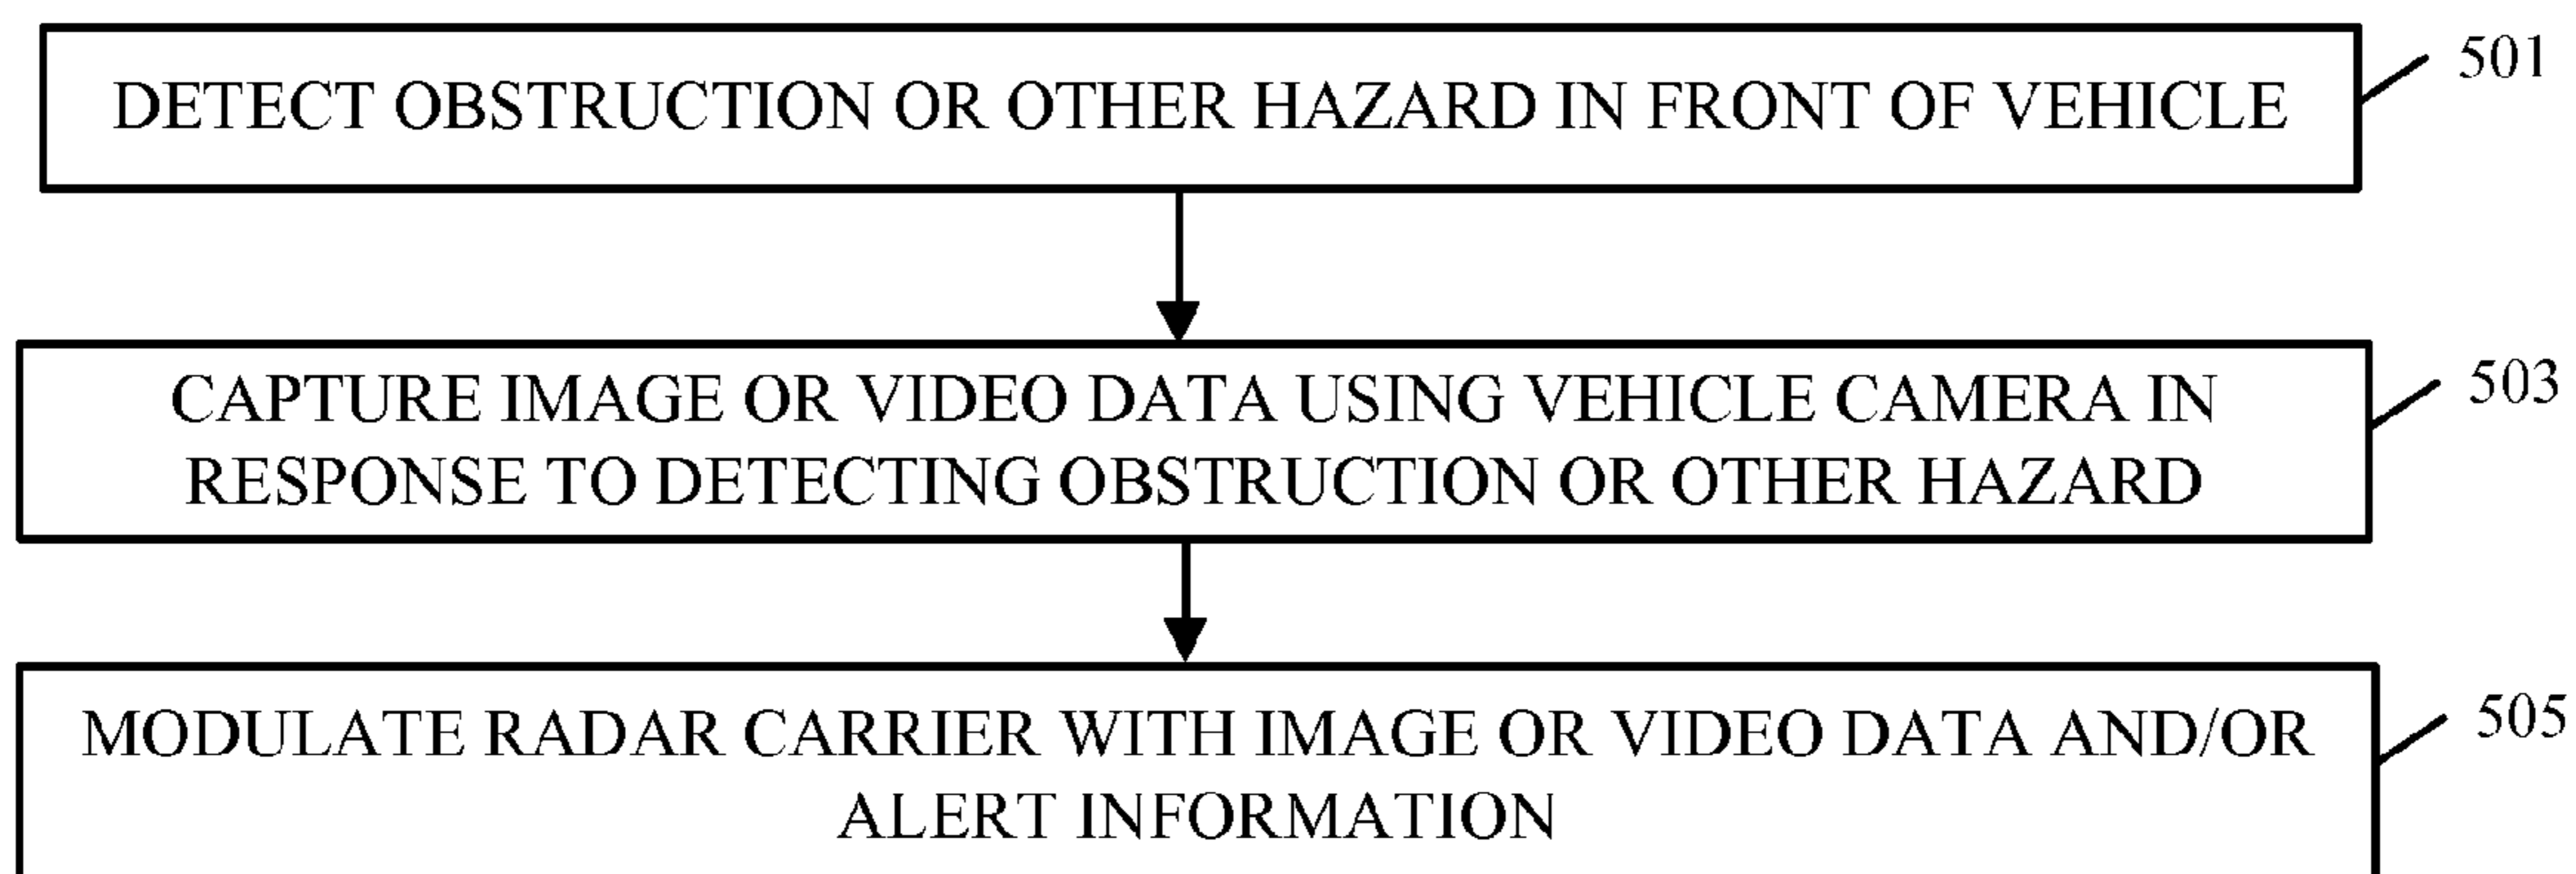 DETECT OBSTRUCTION OR OTHER HAZARD IN FRONT OF VEHICLE
501
CAPTURE IMAGE OR VIDEO DATA USING VEHICLE CAMERA IN
RESPONSE TO DETECTING OBSTRUCTION OR OTHER HAZARD
503
MODULATE RADAR CARRIER WITH IMAGE OR VIDEO DATA AND/OR
ALERT INFORMATION
505